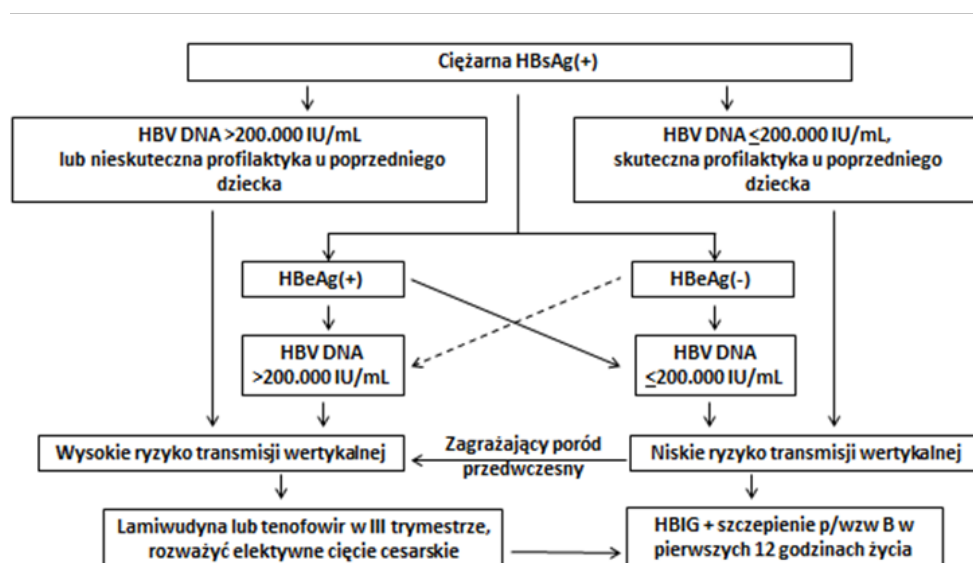 Ciężarna HBsAg(+)
HBV DNA >200.000 IU/mL
lub nieskuteczna profilaktyka u poprzedniego
dziecka
HBV DNA ≤200.000 IU/mL,
skuteczna profilaktyka u poprzedniego
dziecka
HBeAg(+)
HBeAg(-)
HBV DNA
>200.000 IU/mL
HBV DNA
≤200.000 IU/mL
Wysokie ryzyko transmisji wertykalnej
Zagrażający poród
przedwczesny
Niskie ryzyko transmisji wertykalnej
Lamiwudyna lub tenofowir w III trymestrze,
rozważyć elektywne cięcie cesarskie
HBIG + szczepienie p/wzw B w
pierwszych 12 godzinach życia